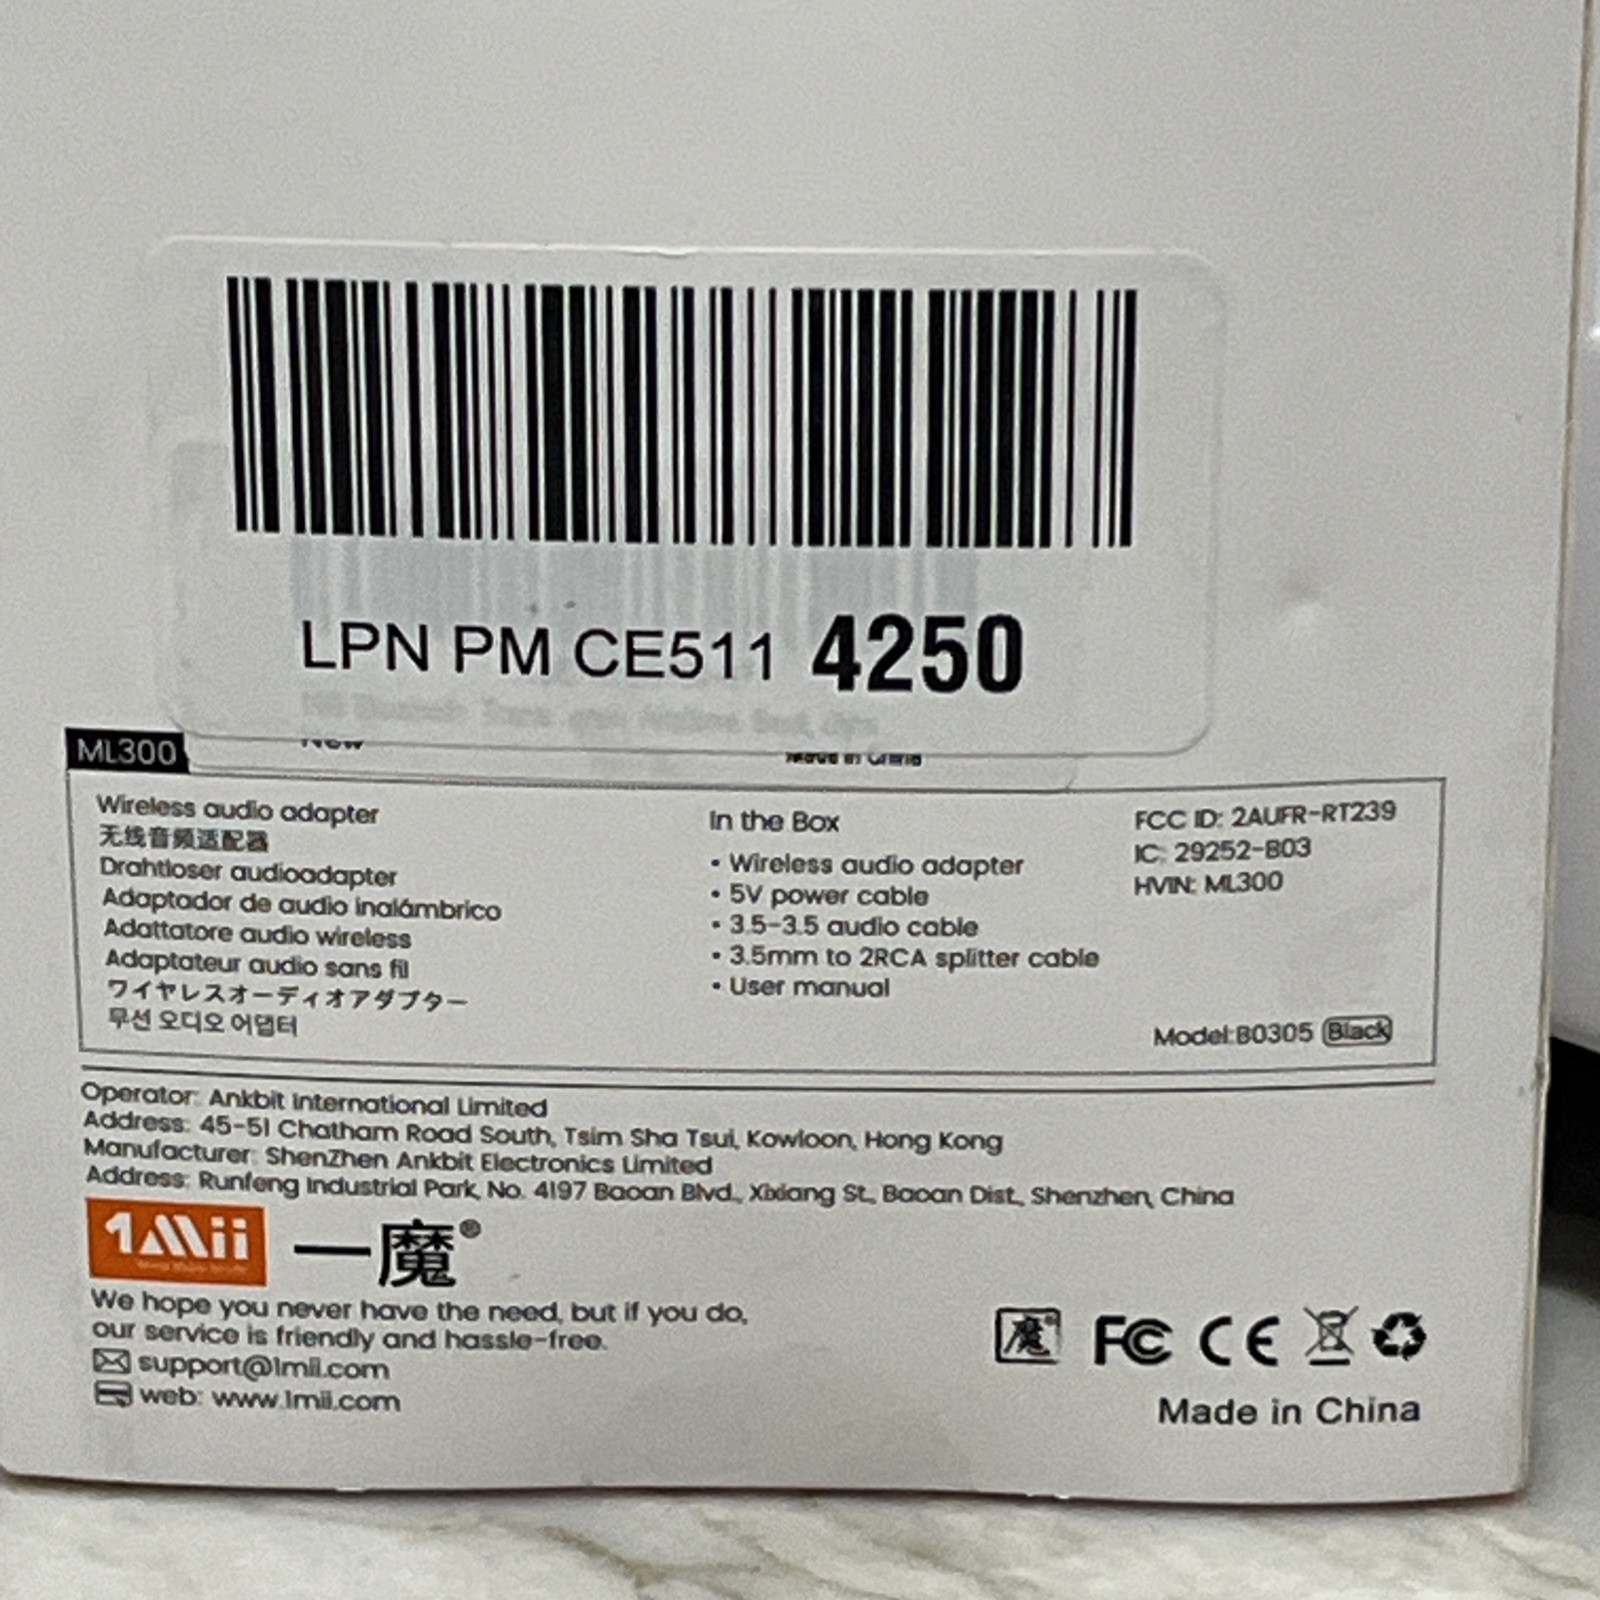 LPN PM CE511 4250
New
Made in China
ML300
Wireless audio adapter
无线音频适配器
Drahtloser audioadapter
Adaptador de audio inalámbrico
Adattatore audio wireless
Adaptateur audio sans fil
ワイヤレスオーディオアダプター
무선 오디오 어댑터
In the Box
• Wireless audio adapter
• 5V power cable
• 3.5-3.5 audio cable
• 3.5mm to 2RCA splitter cable
• User manual
FCC ID: 2AUFR-RT239
IC: 29252-B03
HVIN: ML300
Model:B0305 Black
Operator: Ankbit International Limited
Address: 45-51 Chatham Road South, Tsim Sha Tsui, Kowloon, Hong Kong
Manufacturer: ShenZhen Ankbit Electronics Limited
Address: Runfeng Industrial Park, No. 4197 Baoan Blvd., Xixiang St., Baoan Dist., Shenzhen, China
1Mii 一魔®
We hope you never have the need, but if you do,
our service is friendly and hassle-free.
support@1mii.com
web: www.1mii.com
魔 FC CE
Made in China